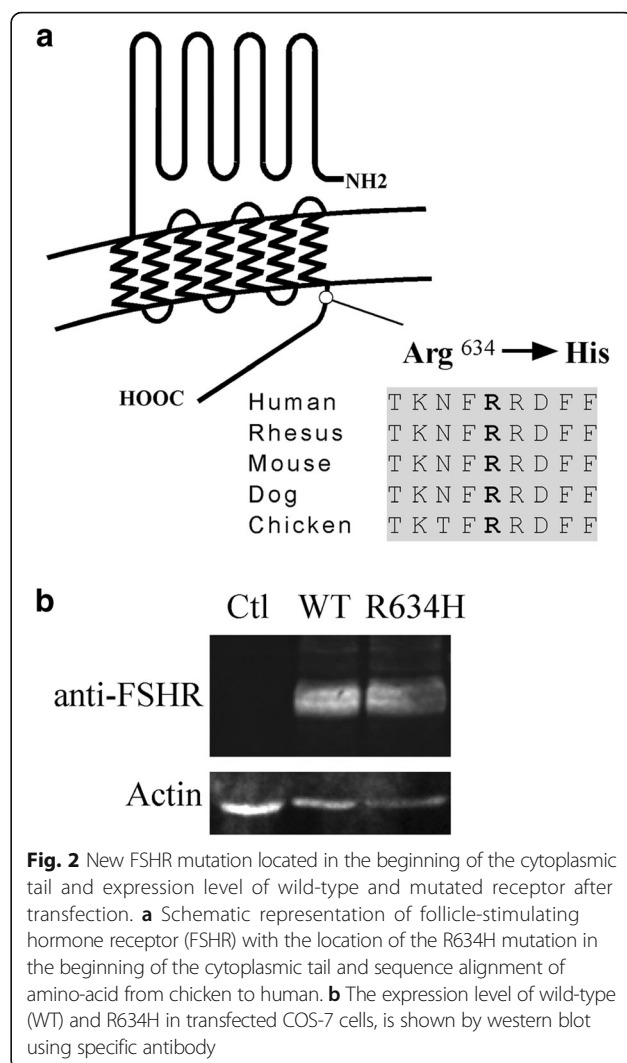 a
NH2
Arg 634 → His
HOOC
Human T K N F R R D F F
Rhesus T K N F R R D F F
Mouse T K N F R R D F F
Dog T K N F R R D F F
Chicken T K T F R R D F F
b
Ctl WT R634H
anti-FSHR
Actin
Fig. 2 New FSHR mutation located in the beginning of the cytoplasmic
tail and expression level of wild-type and mutated receptor after
transfection. a Schematic representation of follicle-stimulating
hormone receptor (FSHR) with the location of the R634H mutation in
the beginning of the cytoplasmic tail and sequence alignment of
amino-acid from chicken to human. b The expression level of wild-type
(WT) and R634H in transfected COS-7 cells, is shown by western blot
using specific antibody